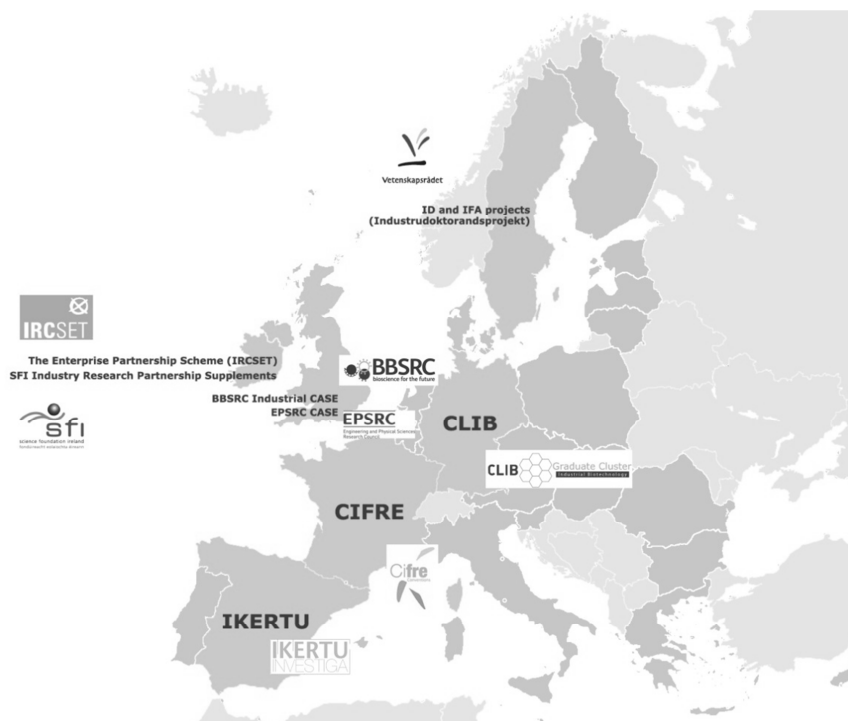 Vetenskapsrådet
ID and IFA projects
(Industrudoktorandsprojekt)
IRCSET
The Enterprise Partnership Scheme (IRCSET)
SFI Industry Research Partnership Supplements
BBSRC
bioscience for the future
BBSRC Industrial CASE
EPSRC CASE
EPSRC
Engineering and Physical Sciences
Research Council
sfi
science foundation ireland
CLIB
CLIB Graduate Cluster
Industrial Biotechnology
CIFRE
Cifre
IKERTU
IKERTU
INVESTIGA